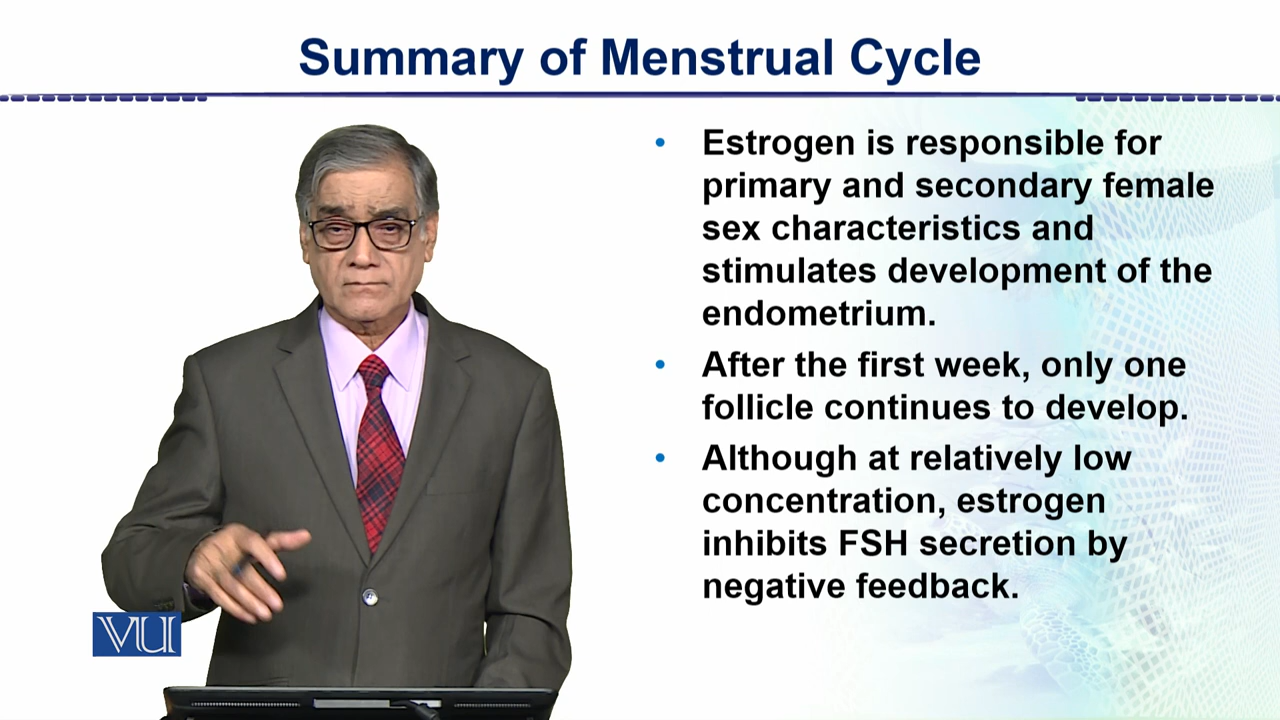 Summary of Menstrual Cycle
• Estrogen is responsible for
primary and secondary female
sex characteristics and
stimulates development of the
endometrium.
• After the first week, only one
follicle continues to develop.
• Although at relatively low
concentration, estrogen
inhibits FSH secretion by
negative feedback.
VU